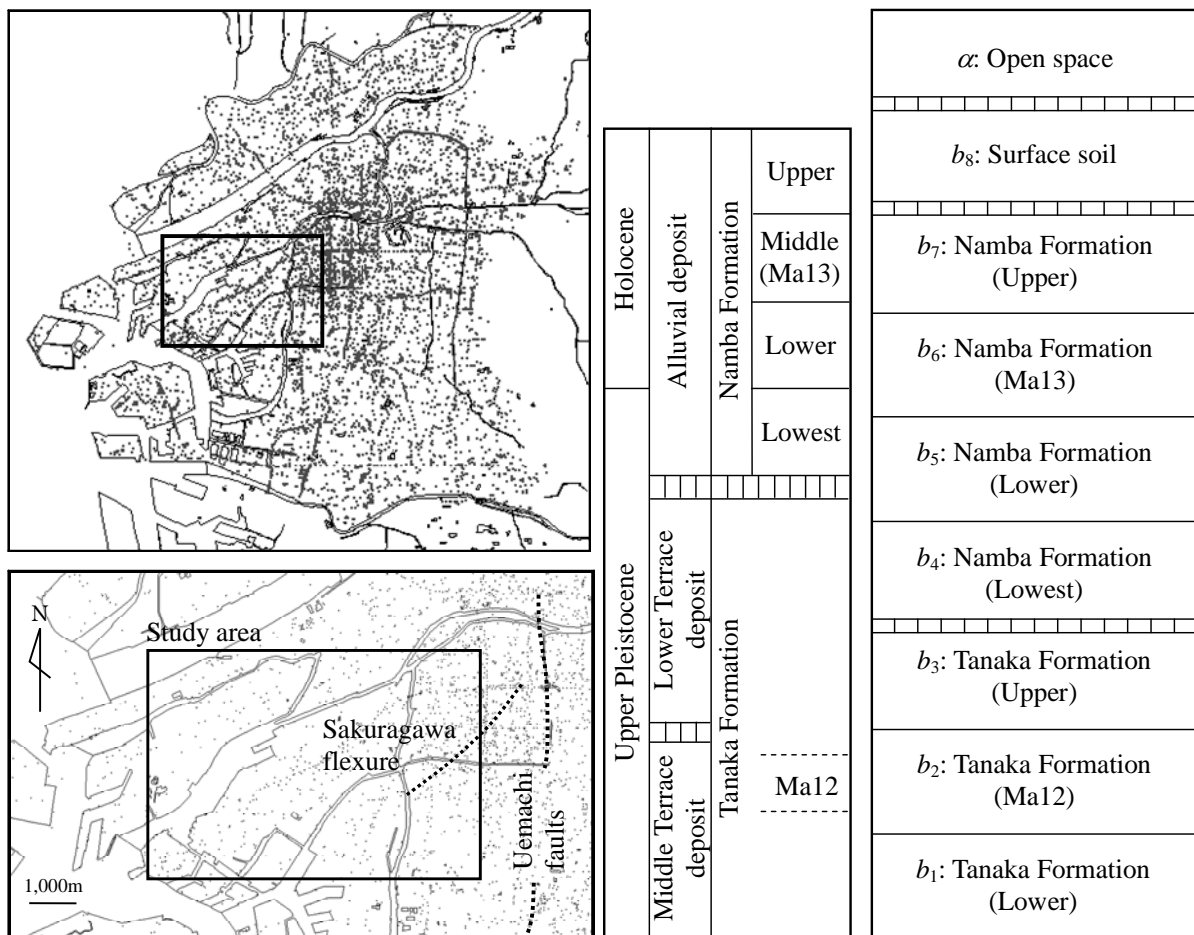 N
Study area
Sakuragawa
flexure
Uemachi
faults
1,000m
Holocene
Upper Pleistocene
Alluvial deposit
Lower Terrace
deposit
Middle Terrace
deposit
Namba Formation
Tanaka Formation
Upper
Middle
(Ma13)
Lower
Lowest
Ma12
α: Open space
b₈: Surface soil
b₇: Namba Formation
(Upper)
b₆: Namba Formation
(Ma13)
b₅: Namba Formation
(Lower)
b₄: Namba Formation
(Lowest)
b₃: Tanaka Formation
(Upper)
b₂: Tanaka Formation
(Ma12)
b₁: Tanaka Formation
(Lower)